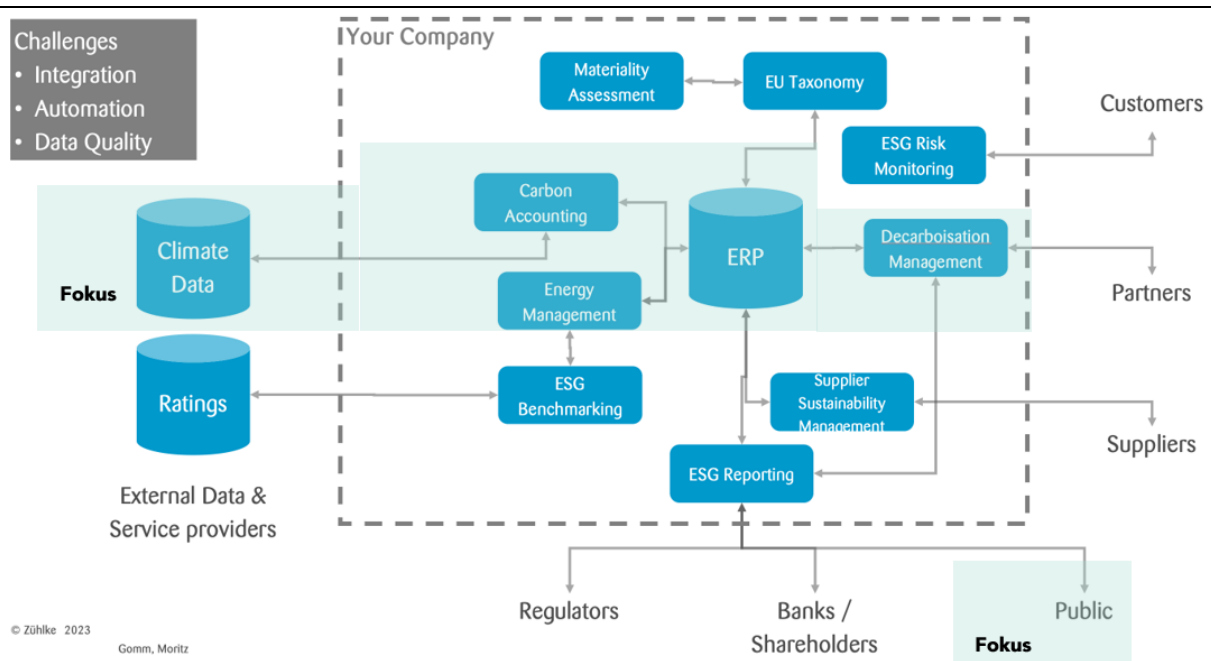 Challenges
• Integration
• Automation
• Data Quality
Your Company
Materiality
Assessment
EU Taxonomy
ESG Risk
Monitoring
Customers
Carbon
Accounting
Climate
Data
Fokus
ERP
Decarboisation
Management
Energy
Management
Partners
Ratings
ESG
Benchmarking
Supplier
Sustainability
Management
Suppliers
ESG Reporting
External Data &
Service providers
Regulators
Banks /
Shareholders
Public
Fokus
© Zühlke 2023
Gomm, Moritz